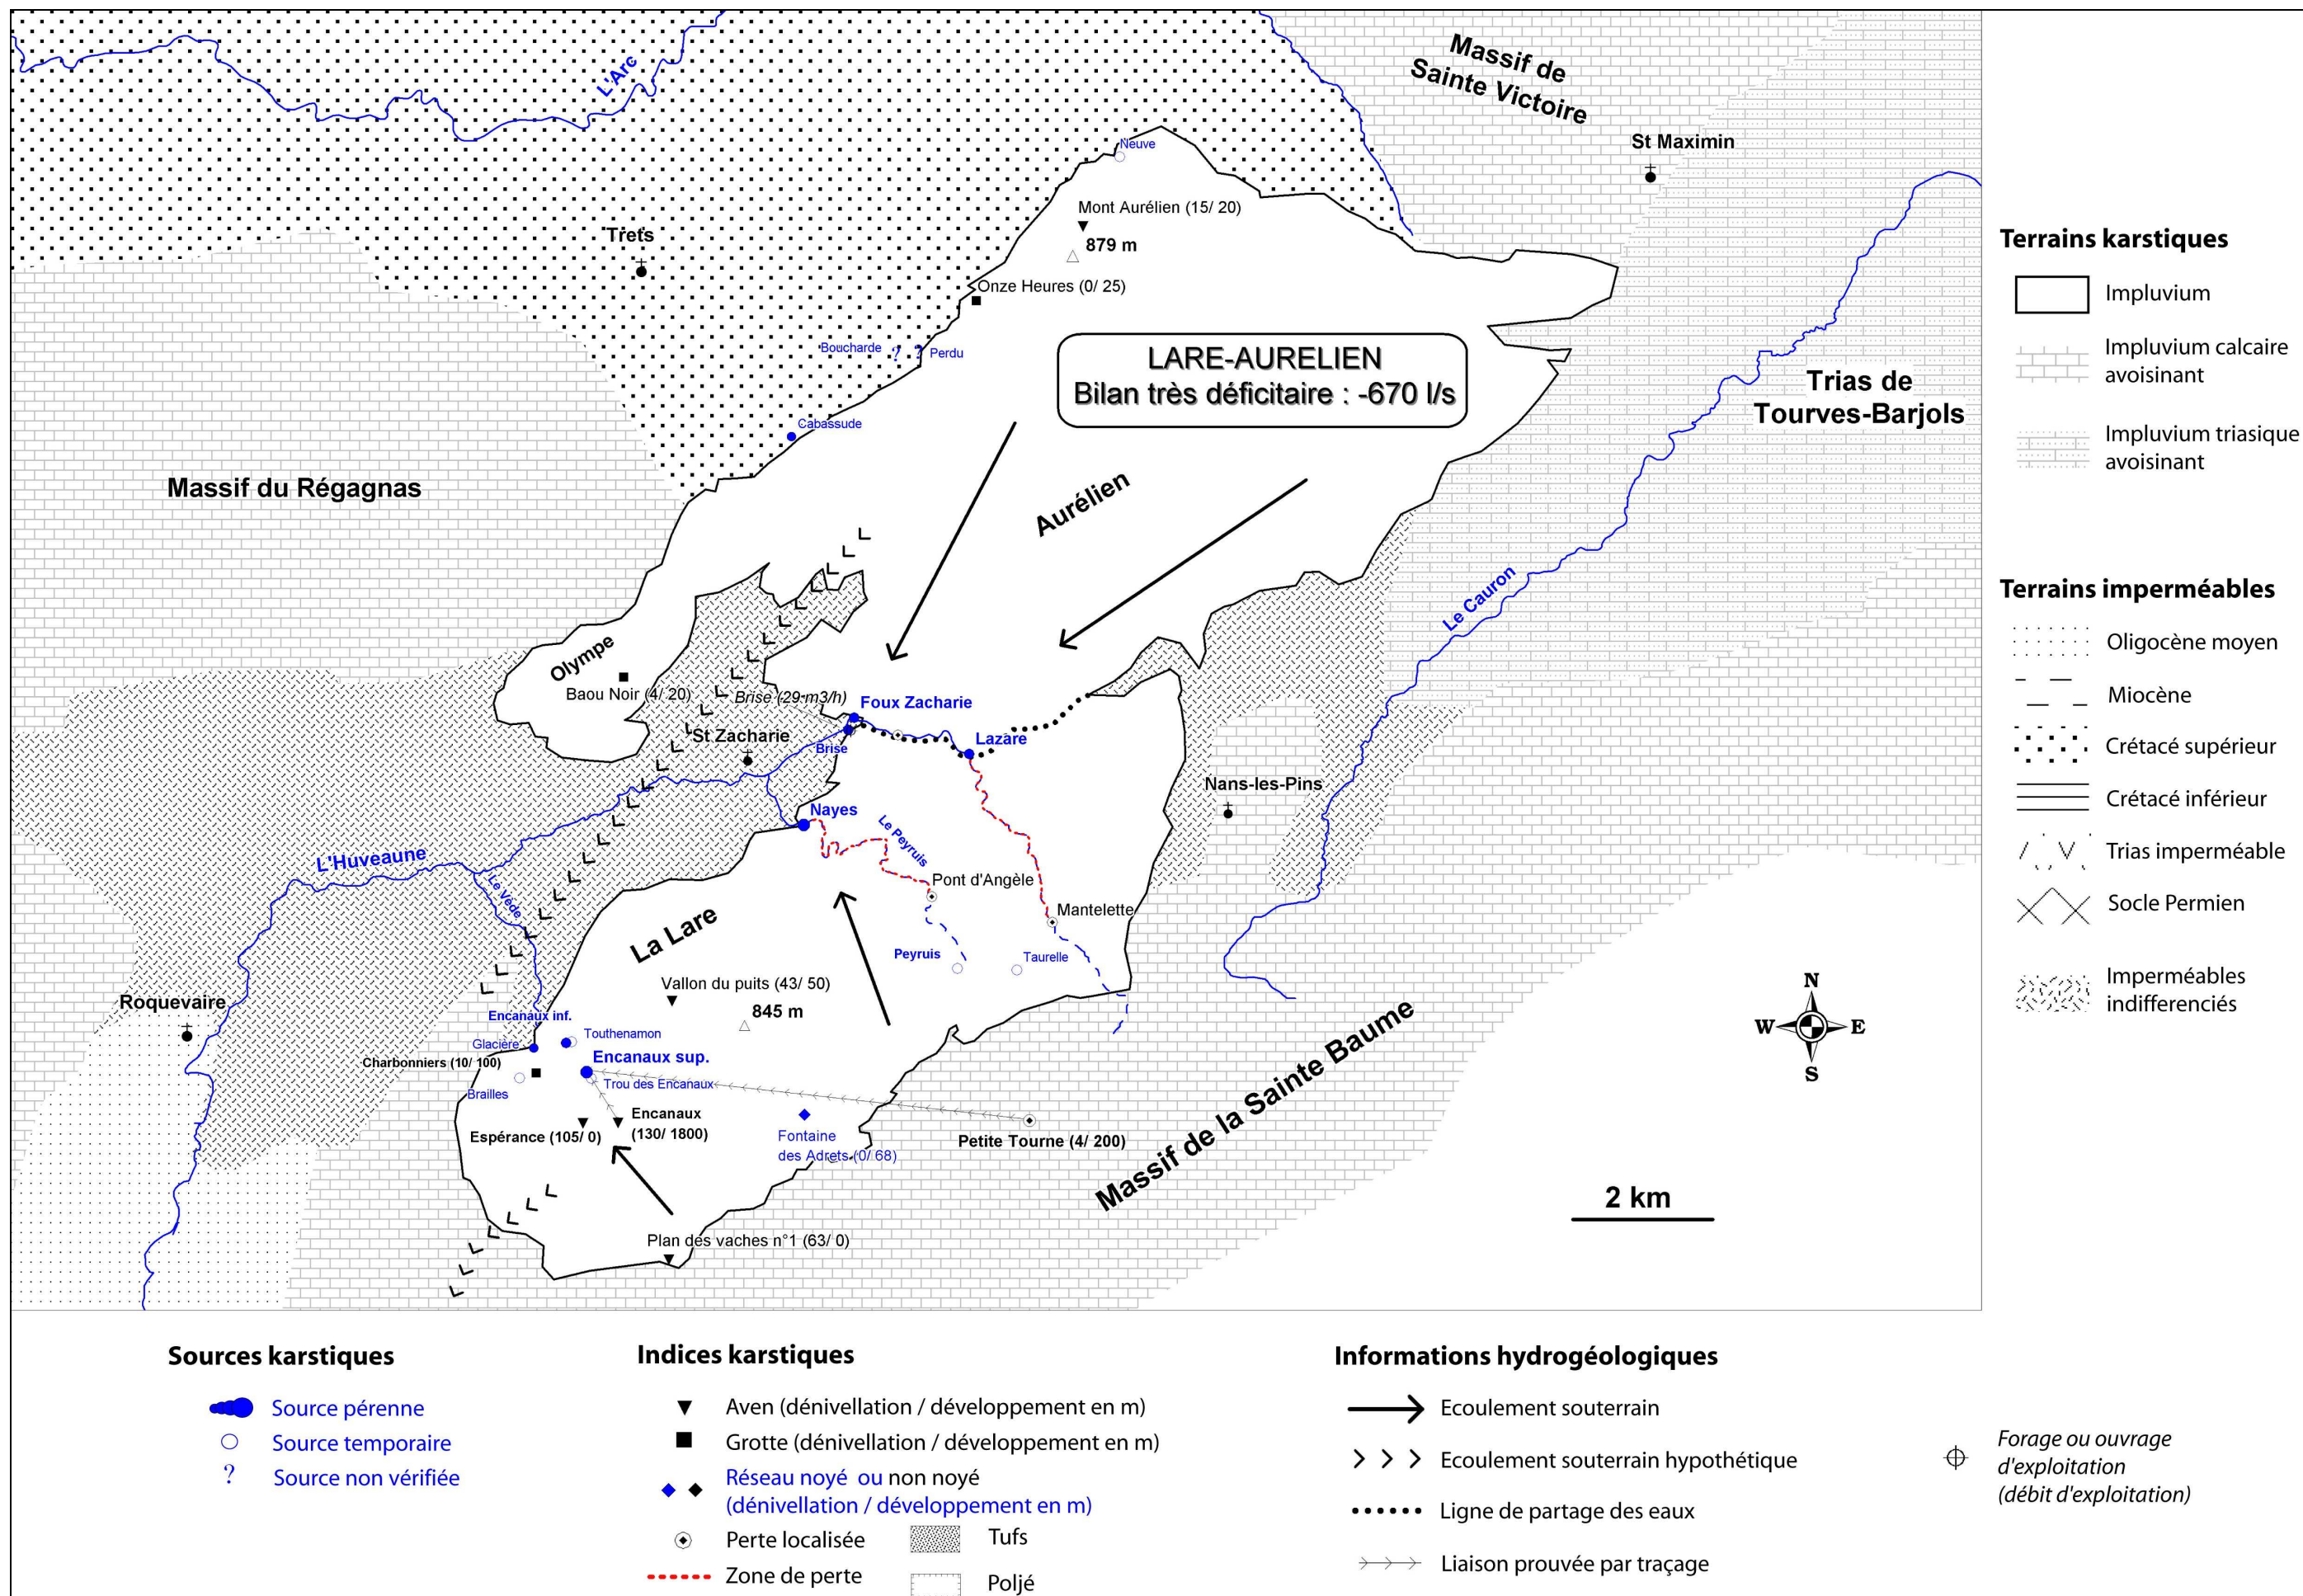 L'Arc
Massif de
Sainte Victoire
St Maximin
Neuve
Mont Aurélien (15/ 20)
879 m
Trets
Onze Heures (0/ 25)
Boucharde ? ? Perdu
LARE-AURELIEN
Bilan très déficitaire : -670 l/s
Trias de
Tourves-Barjols
Cabassude
Massif du Régagnas
Aurélien
Le Cauron
Olympe
Baou Noir (4/ 20)
Brise (29 m3/h)
Foux Zacharie
St Zacharie
Brise
Lazare
Nans-les-Pins
Nayes
Le Peyruis
L'Huveaune
Le Vède
Pont d'Angèle
Mantelette
La Lare
Peyruis
Taurelle
Vallon du puits (43/ 50)
845 m
Roquevaire
Encanaux inf.
Touthenamon
Glacière
Encanaux sup.
Charbonniers (10/ 100)
Trou des Encanaux
Brailles
Encanaux
(130/ 1800)
Espérance (105/ 0)
Fontaine
des Adrets (0/ 68)
Petite Tourne (4/ 200)
Massif de la Sainte Baume
Plan des vaches n°1 (63/ 0)
N
W E
S
2 km
Terrains karstiques
Impluvium
Impluvium calcaire
avoisinant
Impluvium triasique
avoisinant
Terrains imperméables
Oligocène moyen
Miocène
Crétacé supérieur
Crétacé inférieur
Trias imperméable
Socle Permien
Imperméables
indifferenciés
Sources karstiques
Source pérenne
Source temporaire
? Source non vérifiée
Indices karstiques
Aven (dénivellation / développement en m)
Grotte (dénivellation / développement en m)
Réseau noyé ou non noyé
(dénivellation / développement en m)
Perte localisée
Tufs
Zone de perte
Poljé
Informations hydrogéologiques
Ecoulement souterrain
Ecoulement souterrain hypothétique
Ligne de partage des eaux
Liaison prouvée par traçage
Forage ou ouvrage
d'exploitation
(débit d'exploitation)